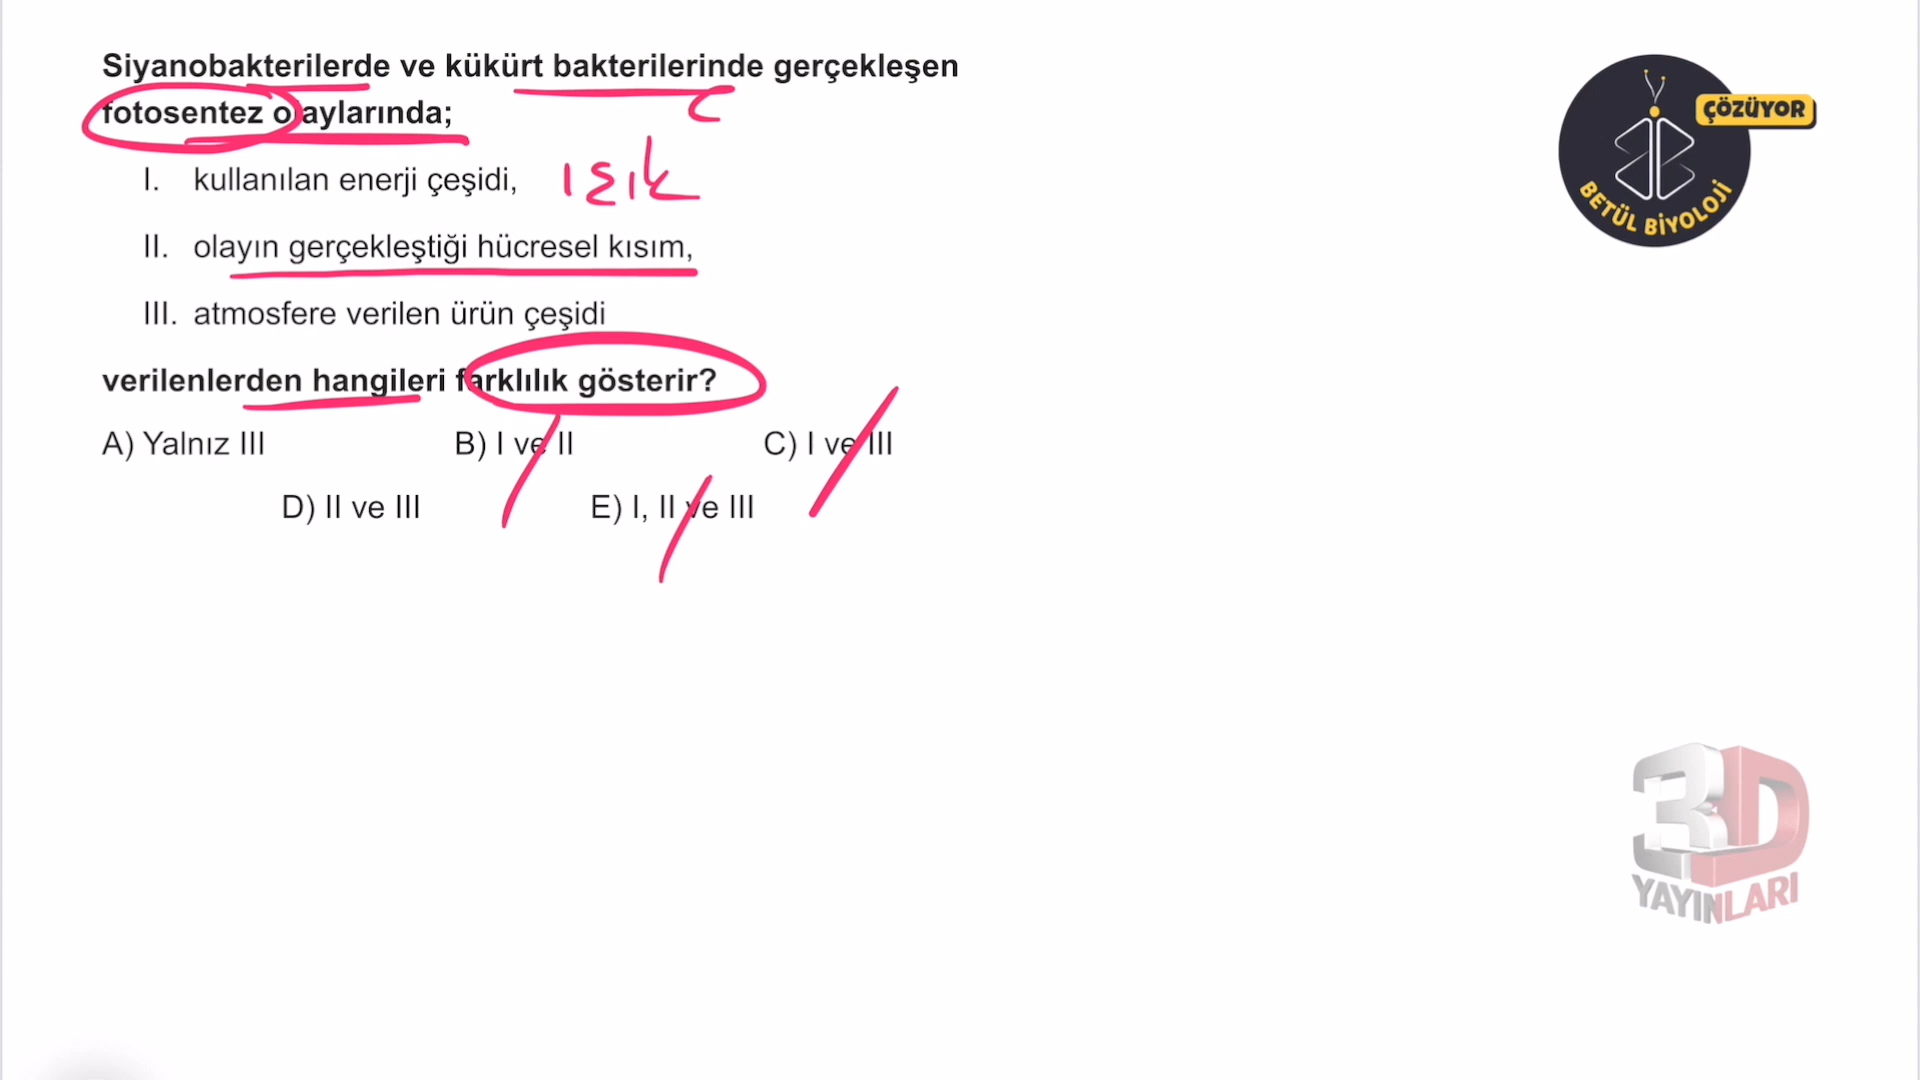 Siyanobakterilerde ve kükürt bakterilerinde gerçekleşen
fotosentez olaylarında;
I. kullanılan enerji çeşidi, ışık
II. olayın gerçekleştiği hücresel kısım,
III. atmosfere verilen ürün çeşidi
verilenlerden hangileri farklılık gösterir?
A) Yalnız III B) I ve II C) I ve III
D) II ve III E) I, II ve III
ÇÖZÜYOR
BETÜL BİYOLOJİ
3D
YAYINLARI